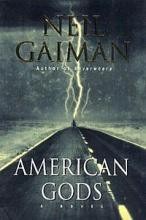 NEIL
GAIMAN
Author of Neverwhere
AMERICAN
GODS
A NOVEL